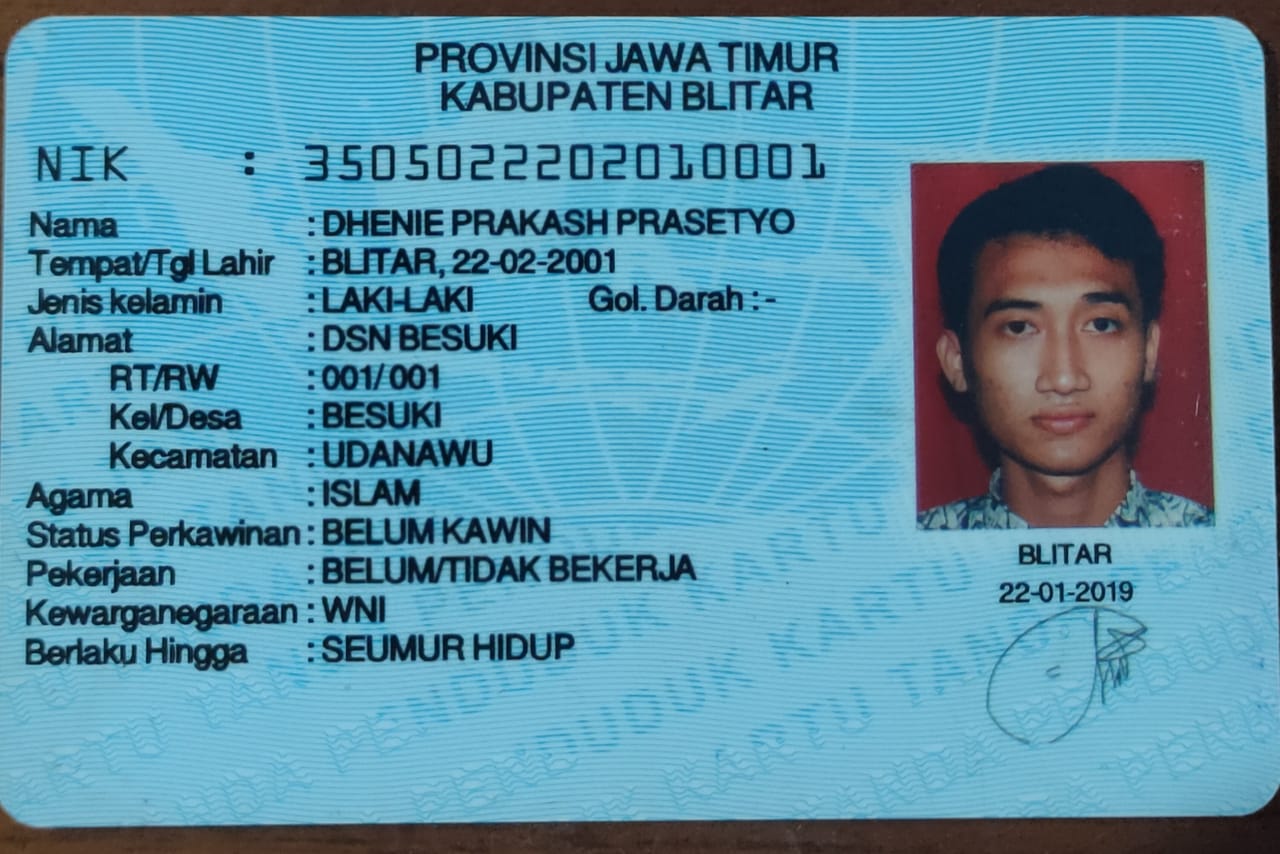 PROVINSI JAWA TIMUR
KABUPATEN BLITAR
NIK : 3505022202010001
Nama : DHENIE PRAKASH PRASETYO
Tempat/Tgl Lahir : BLITAR, 22-02-2001
Jenis kelamin : LAKI-LAKI Gol. Darah : -
Alamat : DSN BESUKI
RT/RW : 001/ 001
Kel/Desa : BESUKI
Kecamatan : UDANAWU
Agama : ISLAM
Status Perkawinan : BELUM KAWIN
Pekerjaan : BELUM/TIDAK BEKERJA
Kewarganegaraan : WNI
Berlaku Hingga : SEUMUR HIDUP
BLITAR
22-01-2019